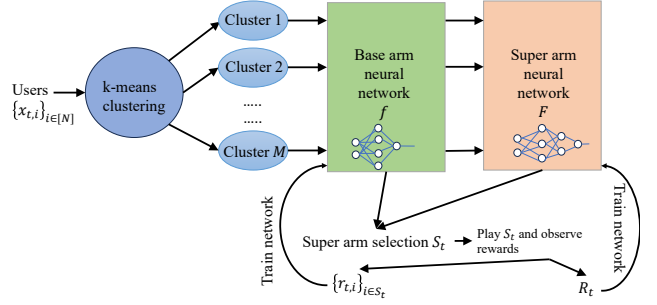 Users
{x_{t,i}}_{i∈[N]}
k-means
clustering
Cluster 1
Cluster 2
.....
.....
Cluster M
Base arm
neural
network
f
Super arm
neural
network
F
Train network
Train network
Super arm selection S_t
Play S_t and observe
rewards
{r_{t,i}}_{i∈S_t}
R_t